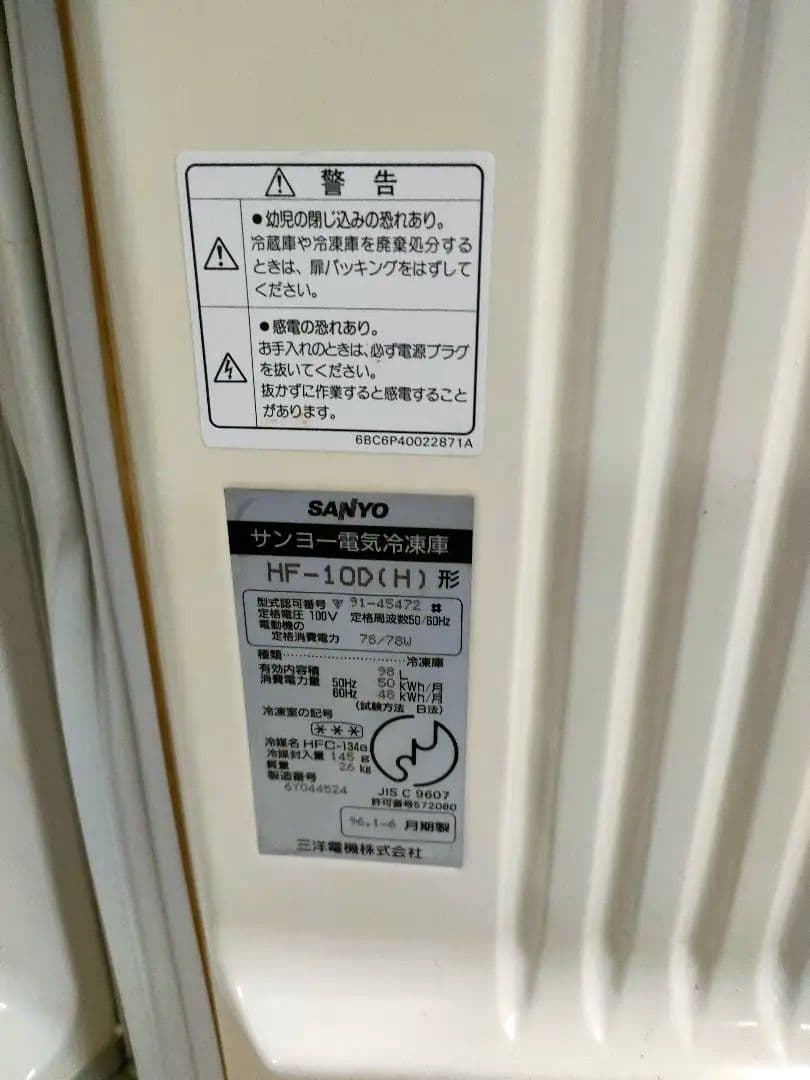 ⚠ 警告
●幼児の閉じ込みの恐れあり。
冷蔵庫や冷凍庫を廃棄処分する
ときは、扉パッキングをはずして
ください。
●感電の恐れあり。
お手入れのときは、必ず電源プラグ
を抜いてください。
抜かずに作業すると感電すること
があります。
6BC6P40022871A
SANYO
サンヨー電気冷凍庫
HF-10D(H)形
型式認可番号 91-45472
定格電圧 100V 定格周波数50/60Hz
電動機の
定格消費電力 78/78W
種類……………………冷凍庫
有効内容積 98 L
消費電力量 50Hz 50 kWh/月
60Hz 48 kWh/月
(試験方法 B法)
冷凍室の記号 ***
冷媒名 HFC-134a
冷媒封入量 145 g
質量 26 kg
製造番号
6Y044524
JIS C 9607
許可番号572080
96,1-6 月期製
三洋電機株式会社